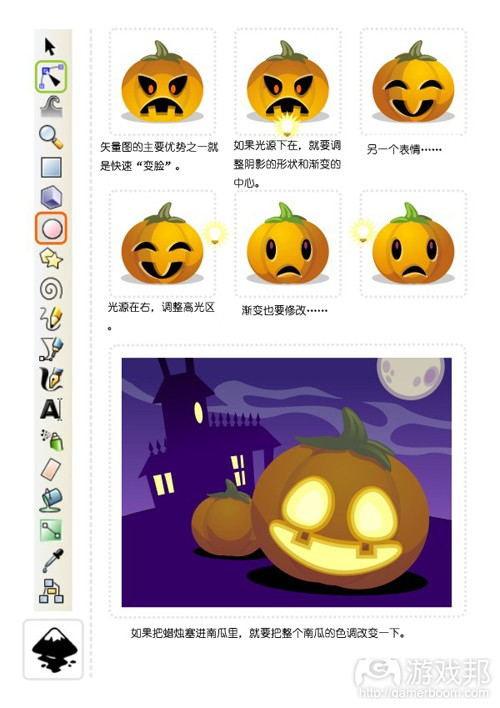 矢量图的主要优势之一就
是快速“变脸”。
如果光源下在，就要调
整阴影的形状和渐变的
中心。
另一个表情……
光源在右，调整高光区
。
渐变也要修改……
如果把蜡烛塞进南瓜里，就要把整个南瓜的色调改变一下。
游戏邦
http://gamerboom.com
A